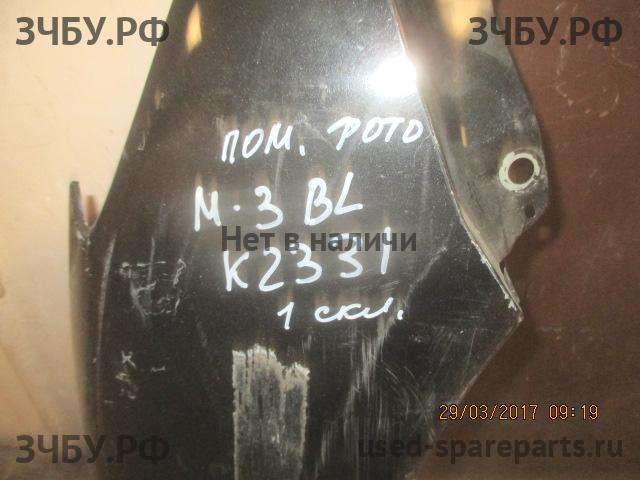 ЗЧБУ.РФ ЗЧБУ.РФ
пом. фото
М-3 BL
Нет в наличи
К2331
1 скл.
29/03/2017 09:19
ЗЧБУ.РФ used-spareparts.ru